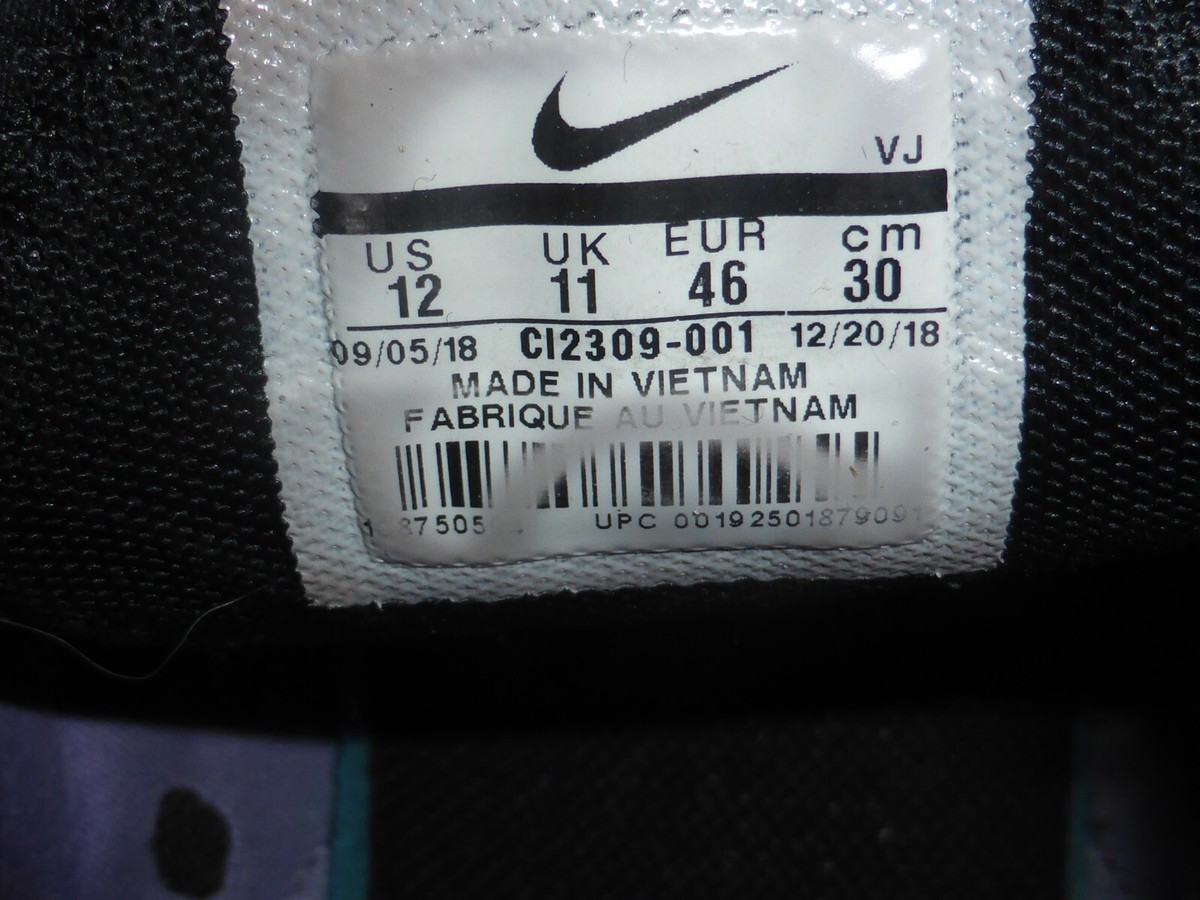 VJ
US UK EUR cm
12 11 46 30
09/05/18 CI2309-001 12/20/18
MADE IN VIETNAM
FABRIQUE AU VIETNAM
UPC 00192501879091